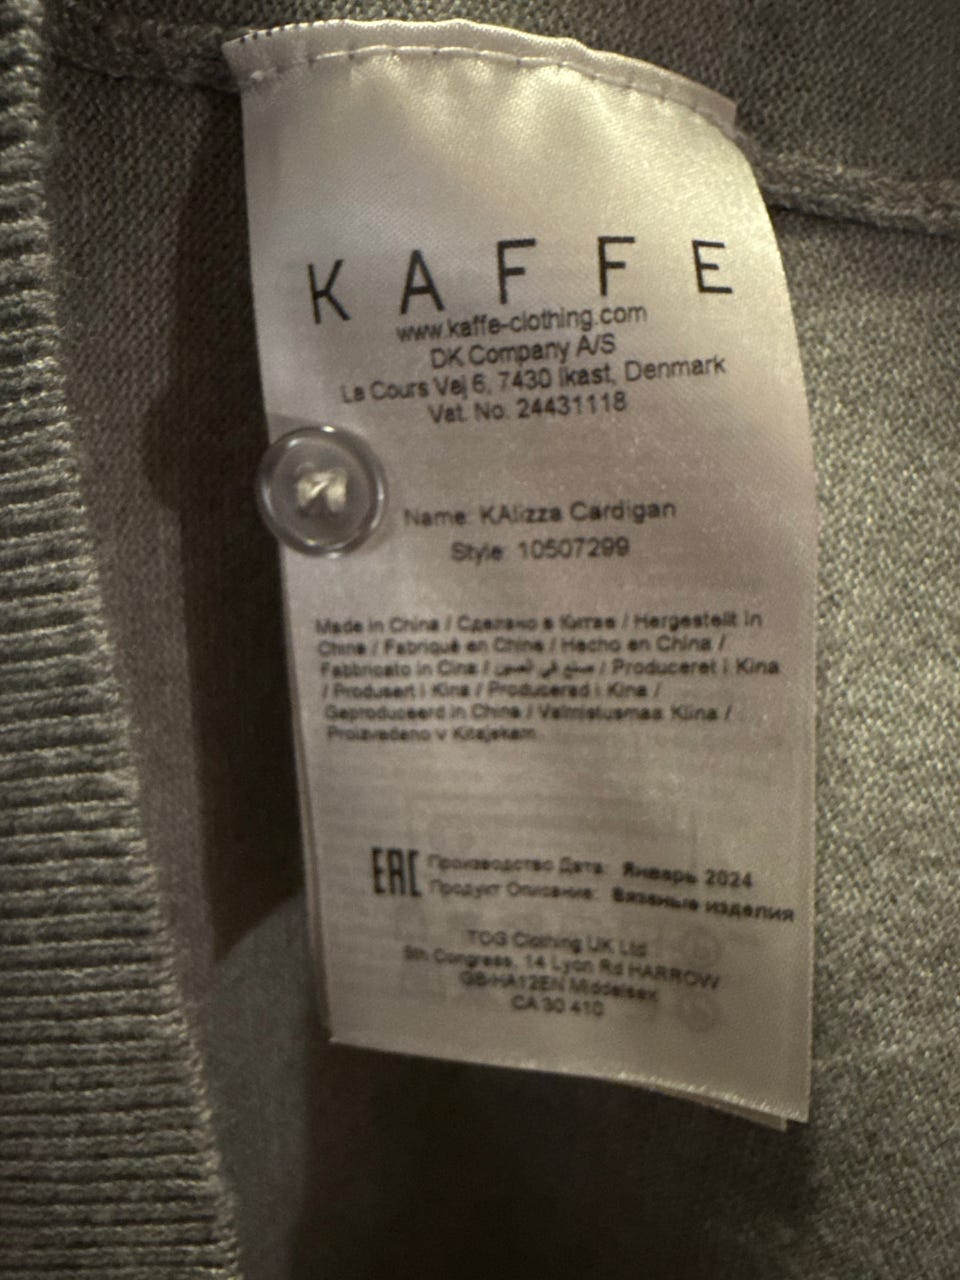 KAFFE
www.kaffe-clothing.com
DK Company A/S
La Cours Vej 6, 7430 Ikast, Denmark
Vat. No. 24431118
Name: KAlizza Cardigan
Style: 10507299
Made in China / Сделано в Китае / Hergestellt in
China / Fabriqué en Chine / Hecho en China /
Fabbricato in Cina / صنع في الصين / Produceret i Kina
/ Produsert i Kina / Producerad i Kina /
Geproduceerd in China / Valmistusmaa Kiina /
Proizvedeno v Kitajskem
EAC Производство Дата: Январь 2024
Продукт Описание: Вязаные изделия
TCG Clothing UK Ltd
5th Congress, 14 Lyon Rd HARROW
GB-HA12EN Middelsex
CA 30 410